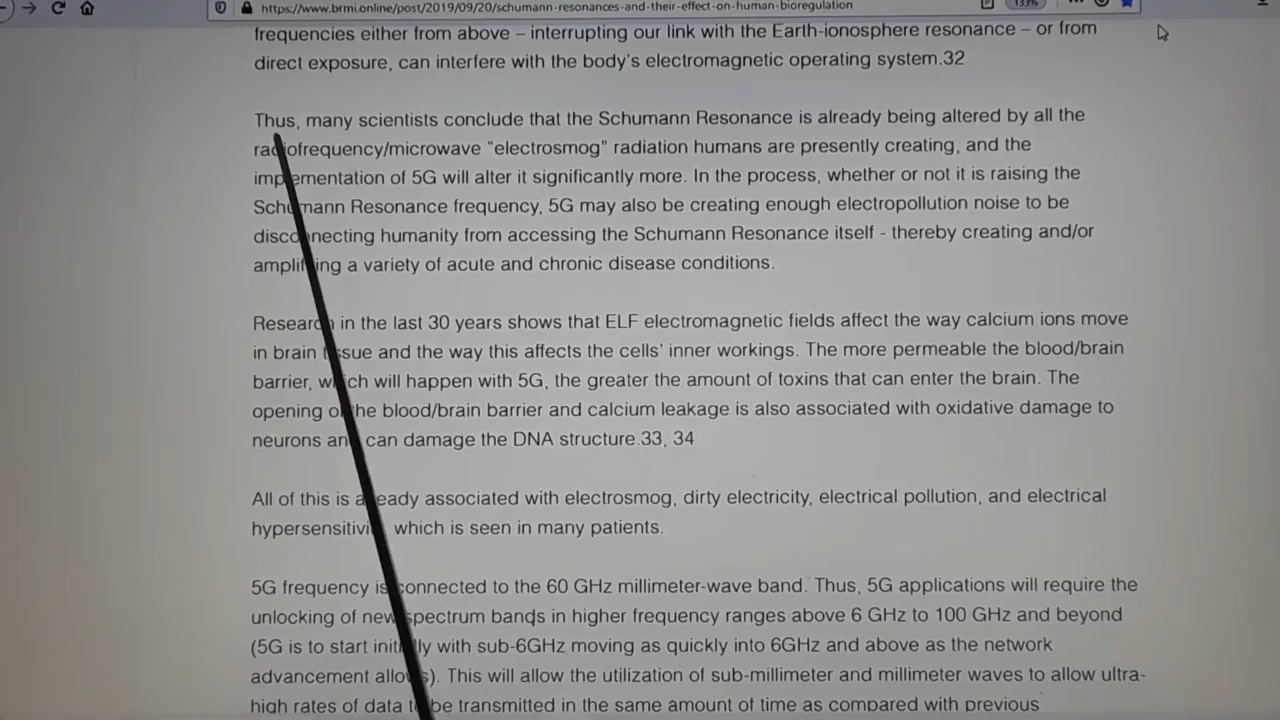 https://www.brmi.online/post/2019/09/20/schumann-resonances-and-their-effect-on-human-bioregulation
133%
frequencies either from above – interrupting our link with the Earth-ionosphere resonance – or from
direct exposure, can interfere with the body's electromagnetic operating system.32
Thus, many scientists conclude that the Schumann Resonance is already being altered by all the
radiofrequency/microwave "electrosmog" radiation humans are presently creating, and the
implementation of 5G will alter it significantly more. In the process, whether or not it is raising the
Schumann Resonance frequency, 5G may also be creating enough electropollution noise to be
disconnecting humanity from accessing the Schumann Resonance itself - thereby creating and/or
amplifying a variety of acute and chronic disease conditions.
Research in the last 30 years shows that ELF electromagnetic fields affect the way calcium ions move
in brain tissue and the way this affects the cells' inner workings. The more permeable the blood/brain
barrier, which will happen with 5G, the greater the amount of toxins that can enter the brain. The
opening of the blood/brain barrier and calcium leakage is also associated with oxidative damage to
neurons and can damage the DNA structure.33, 34
All of this is already associated with electrosmog, dirty electricity, electrical pollution, and electrical
hypersensitivity which is seen in many patients.
5G frequency is connected to the 60 GHz millimeter-wave band. Thus, 5G applications will require the
unlocking of new spectrum bands in higher frequency ranges above 6 GHz to 100 GHz and beyond
(5G is to start initially with sub-6GHz moving as quickly into 6GHz and above as the network
advancement allows). This will allow the utilization of sub-millimeter and millimeter waves to allow ultra-
high rates of data to be transmitted in the same amount of time as compared with previous